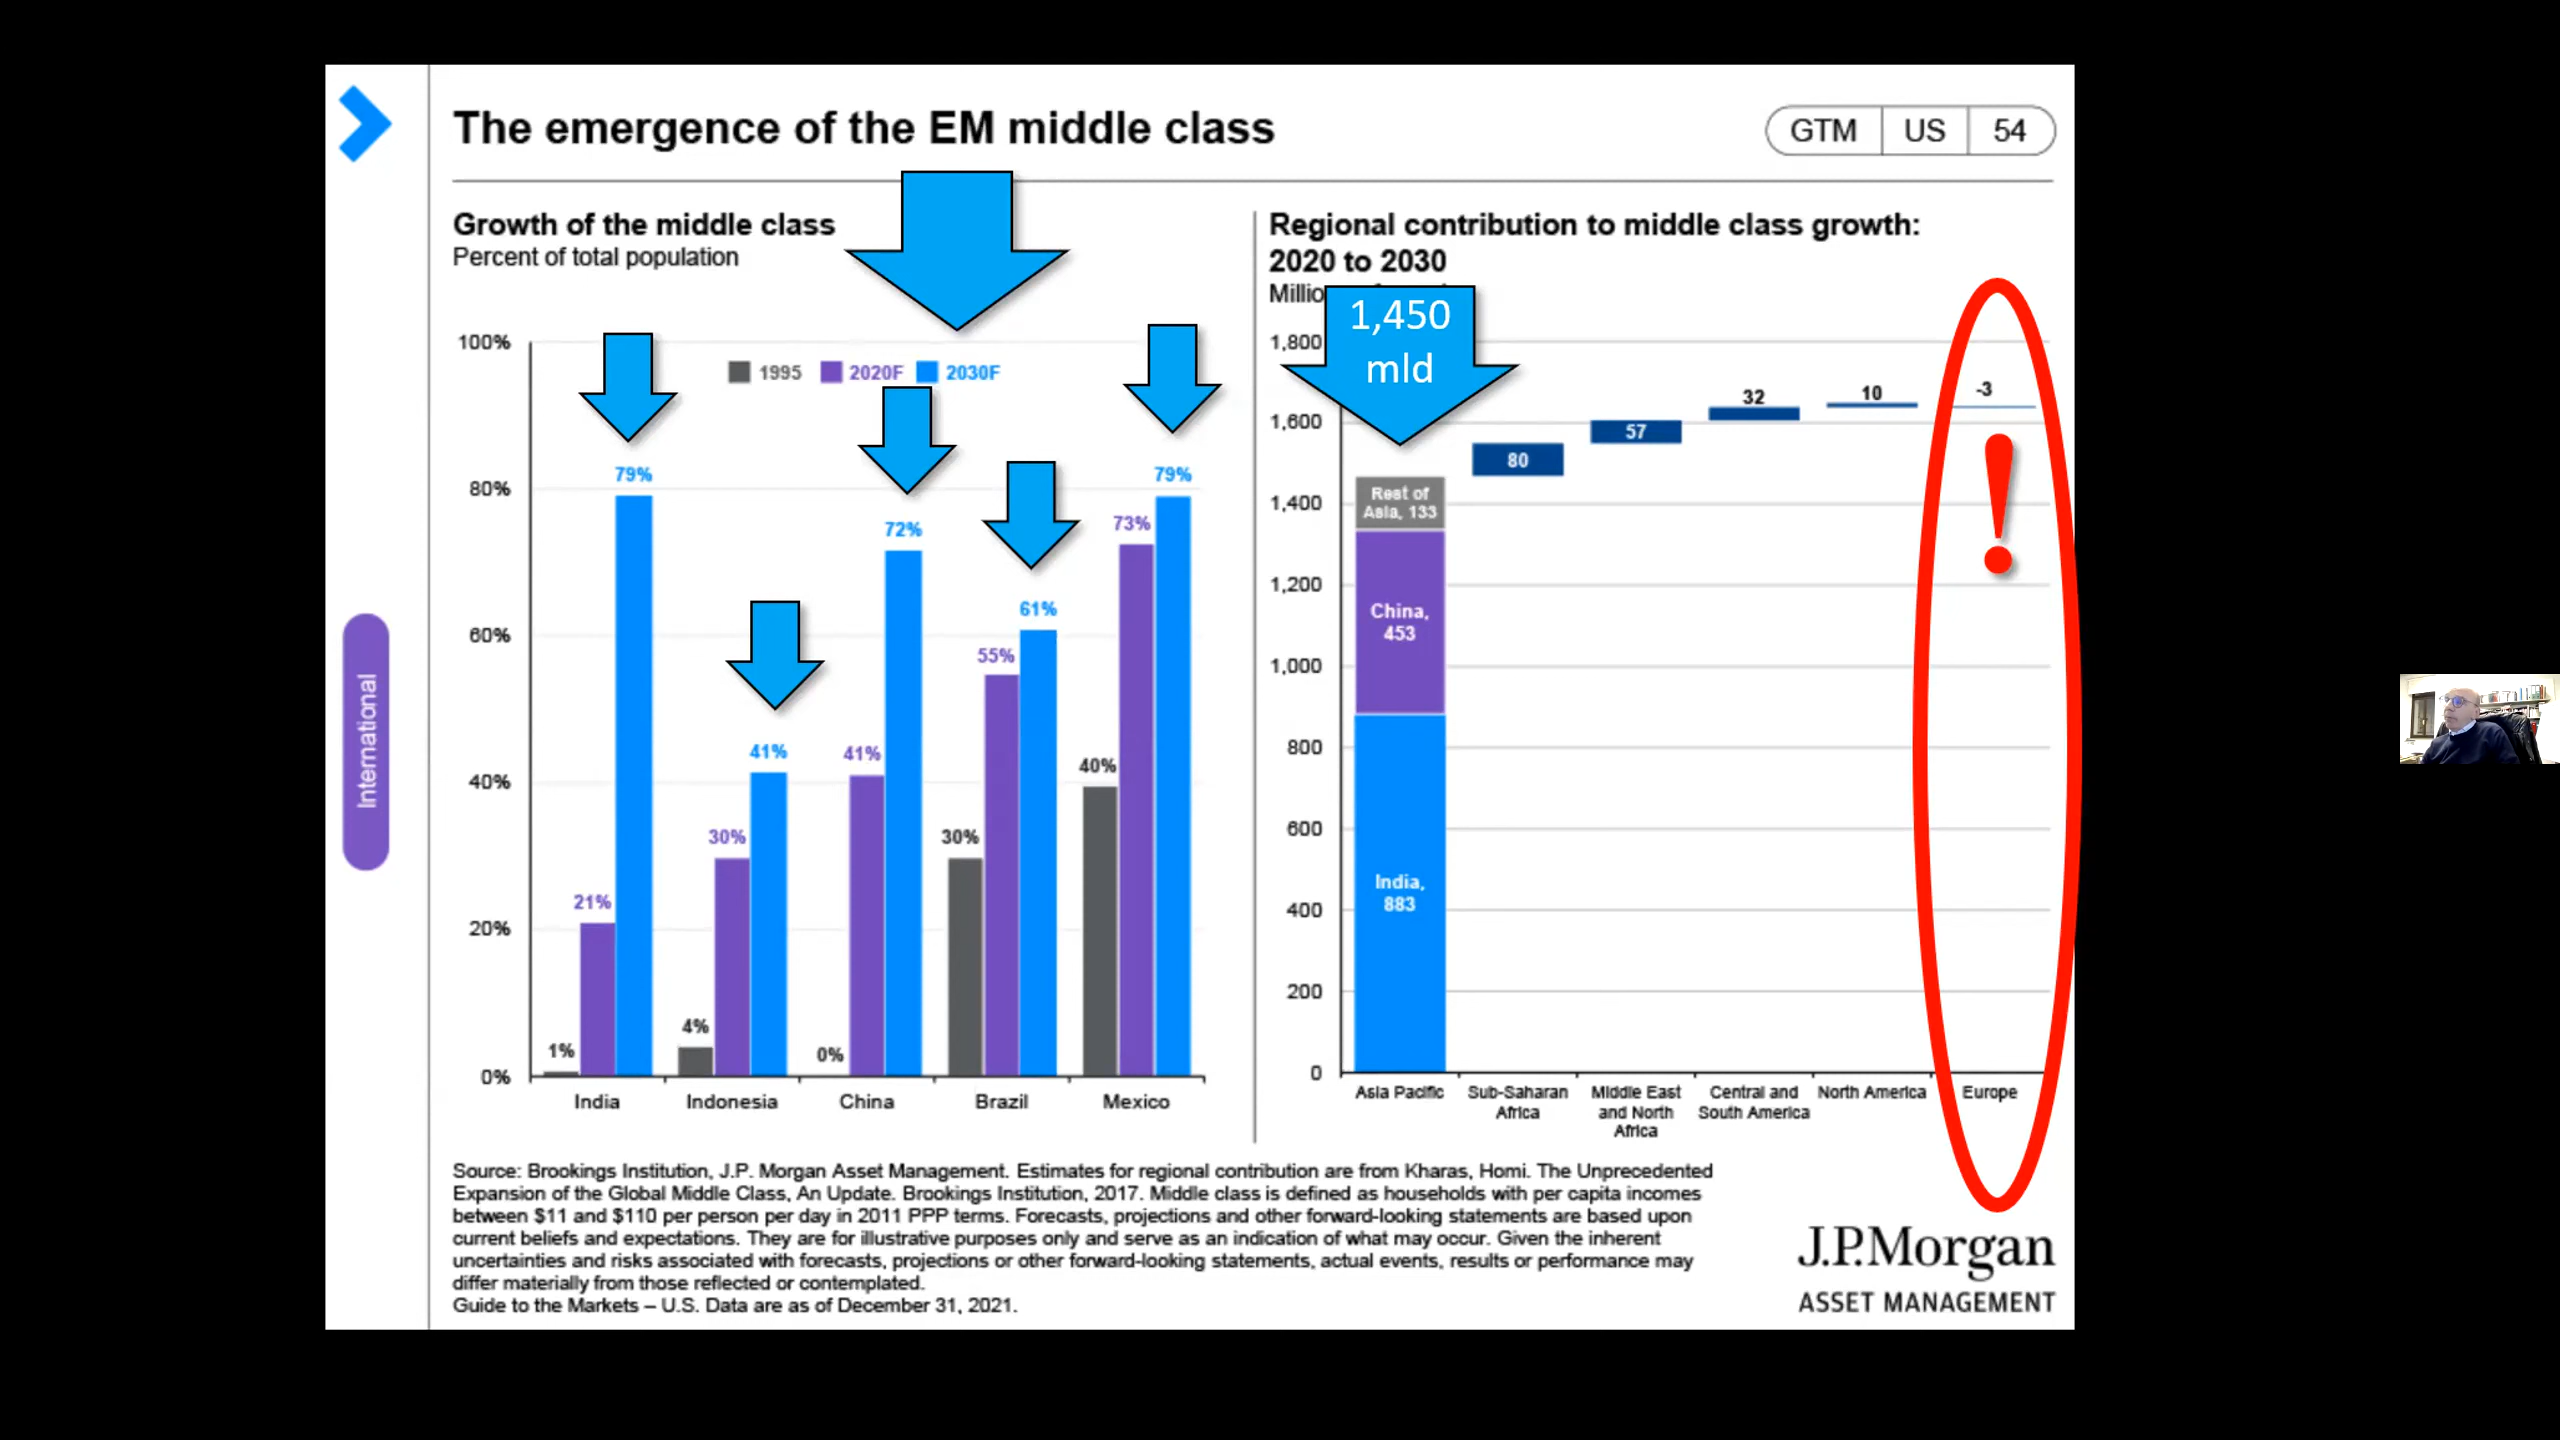 The emergence of the EM middle class
GTM US 54
International
Growth of the middle class
Percent of total population
100%
80%
60%
40%
20%
0%
1995 2020F 2030F
1%
21%
79%
4%
30%
41%
0%
41%
72%
30%
55%
61%
40%
73%
79%
India Indonesia China Brazil Mexico
Regional contribution to middle class growth:
2020 to 2030
1,450
mld
1,800
1,600
1,400
1,200
1,000
800
600
400
200
0
Rest of
Asia, 133
China,
453
India,
883
80
57
32
10
-3
!
Asia Pacific
Sub-Saharan
Africa
Middle East
and North
Africa
Central and
South America
North America
Europe
Source: Brookings Institution, J.P. Morgan Asset Management. Estimates for regional contribution are from Kharas, Homi. The Unprecedented
Expansion of the Global Middle Class, An Update. Brookings Institution, 2017. Middle class is defined as households with per capita incomes
between $11 and $110 per person per day in 2011 PPP terms. Forecasts, projections and other forward-looking statements are based upon
current beliefs and expectations. They are for illustrative purposes only and serve as an indication of what may occur. Given the inherent
uncertainties and risks associated with forecasts, projections or other forward-looking statements, actual events, results or performance may
differ materially from those reflected or contemplated.
Guide to the Markets – U.S. Data are as of December 31, 2021.
J.P.Morgan
ASSET MANAGEMENT